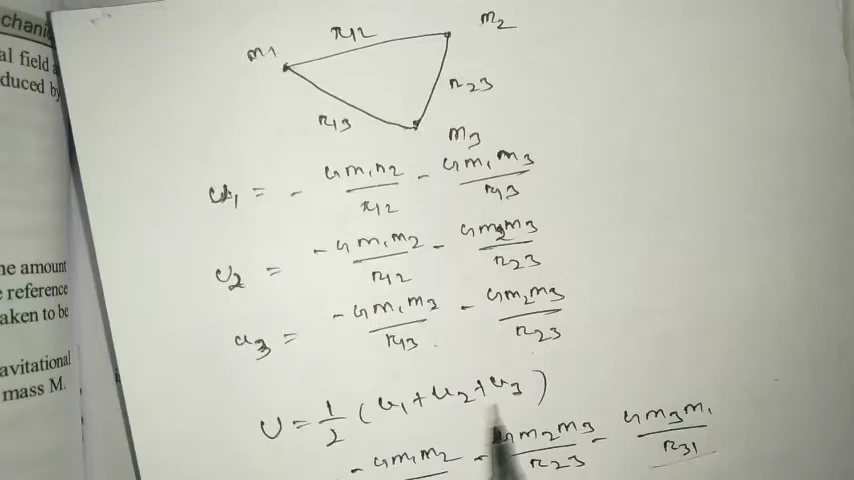 chanic
al field a
duced by
he amount
e reference
aken to be
avitational
mass M.
m1 r12 m2
r13 r23
m3
u1 = - Gm1m2/r12 - Gm1m3/r13
U2 = - Gm1m2/r12 - Gm2m3/r23
u3 = - Gm1m3/r13 - Gm2m3/r23
U = 1/2 (u1 + u2 + u3)
- Gm1m2 - Gm2m3/r23 - Gm3m1/r31